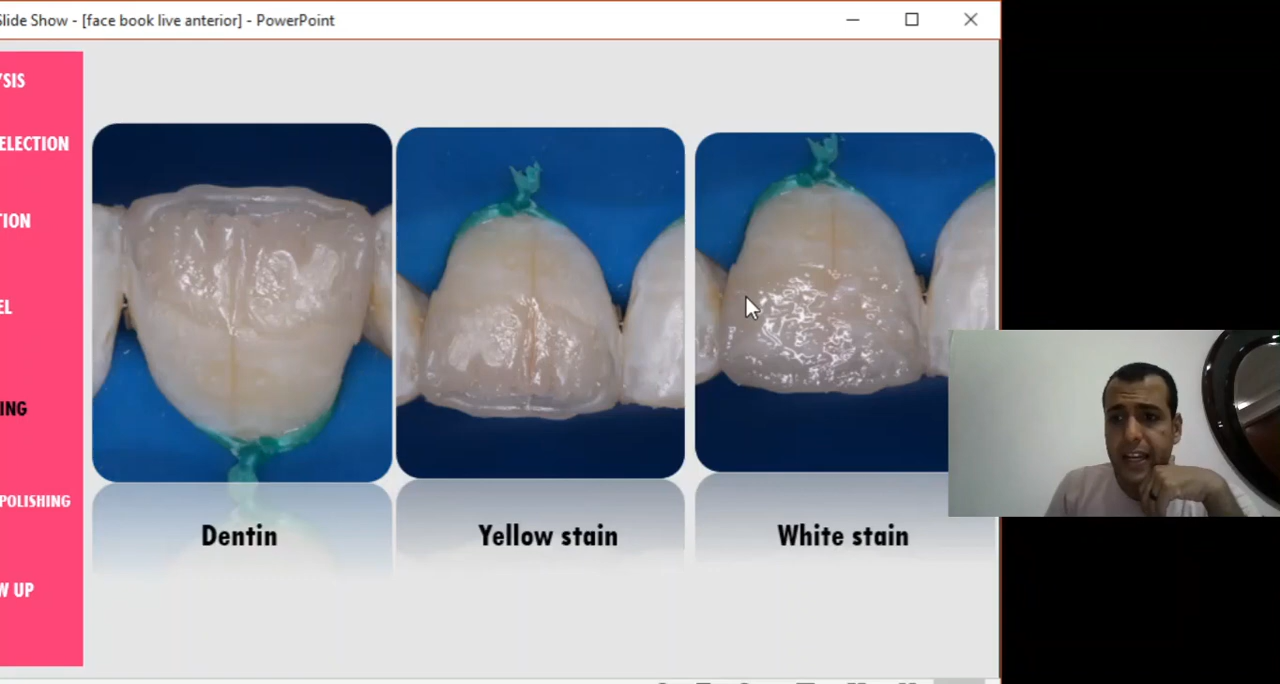 Slide Show - [face book live anterior] - PowerPoint
YSIS
ELECTION
TION
EL
ING
POLISHING
W UP
Dentin
Yellow stain
White stain